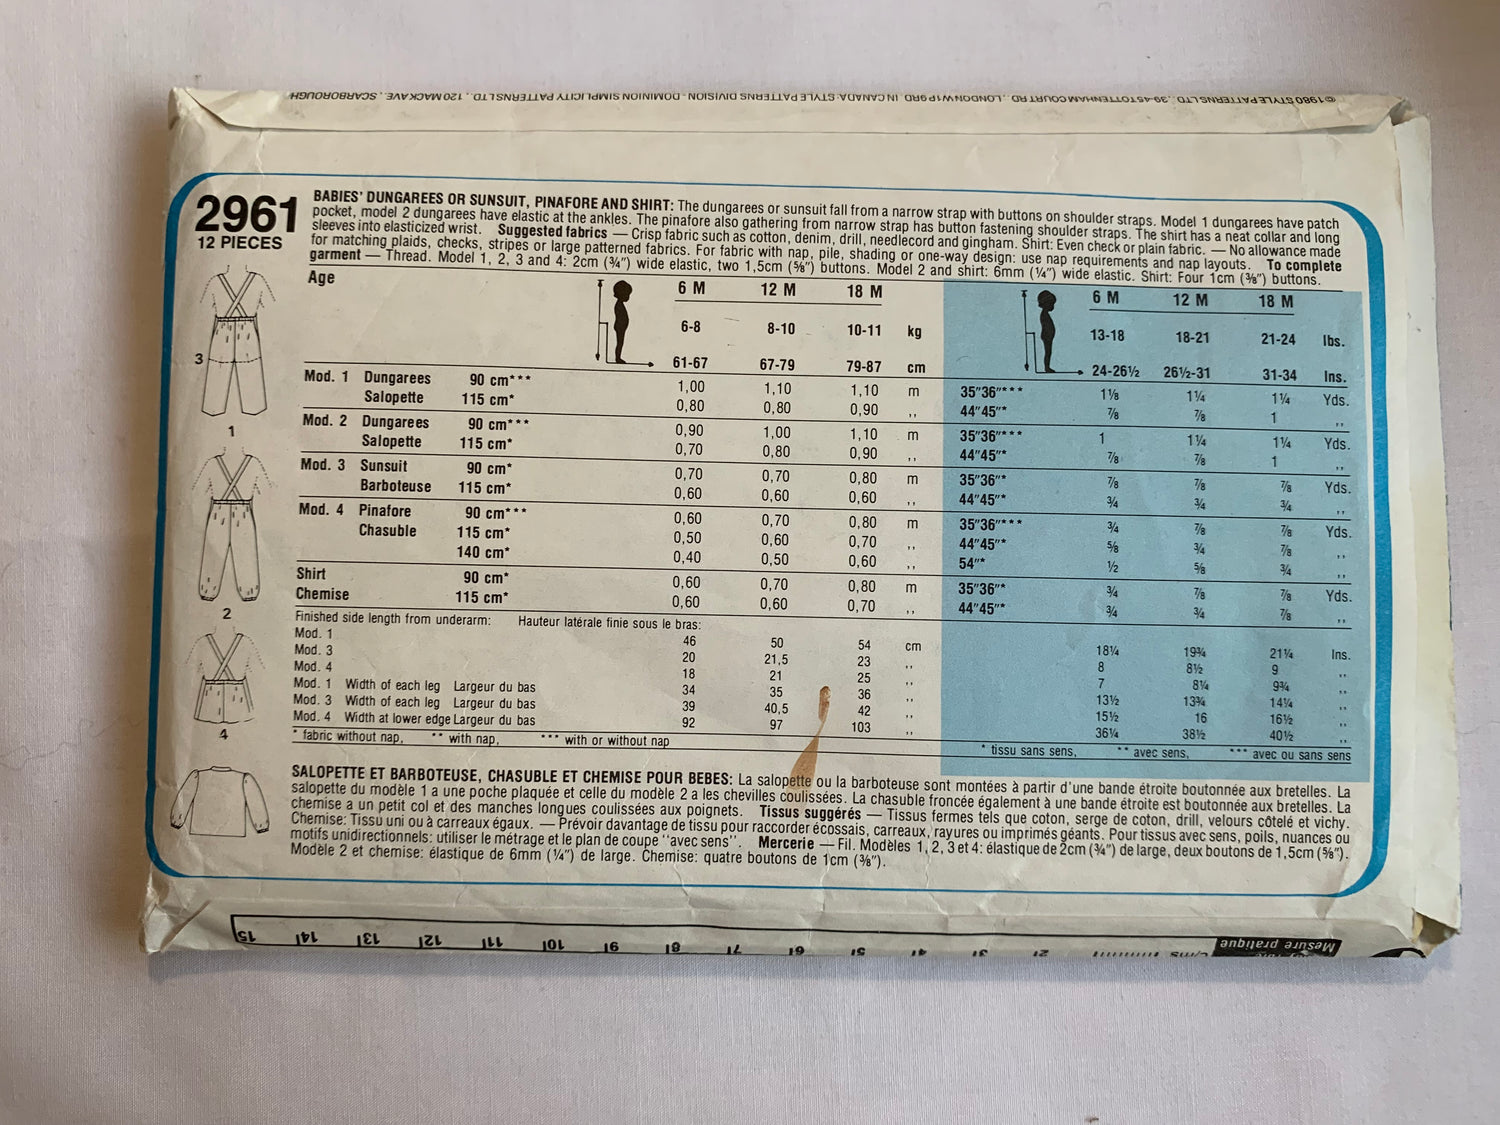 ©1980 STYLE PATTERNS LTD., 39-45 TOTTENHAM COURT RD., LONDON W1P 9RD. IN CANADA STYLE PATTERNS DIVISION - DOMINION SIMPLICITY PATTERNS LTD., 120 MACK AVE., SCARBOROUGH
2961
12 PIECES
BABIES' DUNGAREES OR SUNSUIT, PINAFORE AND SHIRT: The dungarees or sunsuit fall from a narrow strap with buttons on shoulder straps. Model 1 dungarees have patch
pocket, model 2 dungarees have elastic at the ankles. The pinafore also gathering from narrow strap has button fastening shoulder straps. The shirt has a neat collar and long
sleeves into elasticized wrist. Suggested fabrics — Crisp fabric such as cotton, denim, drill, needlecord and gingham. Shirt: Even check or plain fabric. — No allowance made
for matching plaids, checks, stripes or large patterned fabrics. For fabric with nap, pile, shading or one-way design: use nap requirements and nap layouts. To complete
garment — Thread. Model 1, 2, 3 and 4: 2cm (¾") wide elastic, two 1,5cm (⅝") buttons. Model 2 and shirt: 6mm (¼") wide elastic. Shirt: Four 1cm (⅜") buttons.
Age 6 M 12 M 18 M 6 M 12 M 18 M
6-8 8-10 10-11 kg 13-18 18-21 21-24 lbs.
61-67 67-79 79-87 cm 24-26½ 26½-31 31-34 Ins.
Mod. 1 Dungarees 90 cm*** 1,00 1,10 1,10 m 35"36"*** 1⅛ 1¼ 1¼ Yds.
Salopette 115 cm* 0,80 0,80 0,90 ,, 44"45"* ⅞ ⅞ 1 ,,
Mod. 2 Dungarees 90 cm*** 0,90 1,00 1,10 m 35"36"*** 1 1¼ 1¼ Yds.
Salopette 115 cm* 0,70 0,80 0,90 ,, 44"45"* ⅞ ⅞ 1 ,,
Mod. 3 Sunsuit 90 cm* 0,70 0,70 0,80 m 35"36"* ⅞ ⅞ ⅞ Yds.
Barboteuse 115 cm* 0,60 0,60 0,60 ,, 44"45"* ¾ ¾ ¾ ,,
Mod. 4 Pinafore 90 cm*** 0,60 0,70 0,80 m 35"36"*** ¾ ⅞ ⅞ Yds.
Chasuble 115 cm* 0,50 0,60 0,70 ,, 44"45"* ⅝ ¾ ⅞ ,,
140 cm* 0,40 0,50 0,60 ,, 54"* ½ ⅝ ¾ ,,
Shirt 90 cm* 0,60 0,70 0,80 m 35"36"* ¾ ⅞ ⅞ Yds.
Chemise 115 cm* 0,60 0,60 0,70 ,, 44"45"* ¾ ¾ ⅞ ,,
Finished side length from underarm: Hauteur latérale finie sous le bras:
Mod. 1 46 50 54 cm 18¼ 19¾ 21¼ Ins.
Mod. 3 20 21,5 23 ,, 8 8½ 9 ,,
Mod. 4 18 21 25 ,, 7 8¼ 9¾ ,,
Mod. 1 Width of each leg Largeur du bas 34 35 36 ,, 13½ 13¾ 14¼ ,,
Mod. 3 Width of each leg Largeur du bas 39 40,5 42 ,, 15½ 16 16½ ,,
Mod. 4 Width at lower edge Largeur du bas 92 97 103 ,, 36¼ 38½ 40½ ,,
* fabric without nap, ** with nap, *** with or without nap * tissu sans sens, ** avec sens, *** avec ou sans sens
3
1
2
4
SALOPETTE ET BARBOTEUSE, CHASUBLE ET CHEMISE POUR BEBES: La salopette ou la barboteuse sont montées à partir d'une bande étroite boutonnée aux bretelles. La
salopette du modèle 1 a une poche plaquée et celle du modèle 2 a les chevilles coulissées. La chasuble froncée également à une bande étroite est boutonnée aux bretelles. La
chemise a un petit col et des manches longues coulissées aux poignets. Tissus suggérés — Tissus fermes tels que coton, serge de coton, drill, velours côtelé et vichy.
Chemise: Tissu uni ou à carreaux égaux. — Prévoir davantage de tissu pour raccorder écossais, carreaux, rayures ou imprimés géants. Pour tissus avec sens, poils, nuances ou
motifs unidirectionnels: utiliser le métrage et le plan de coupe "avec sens". Mercerie — Fil. Modèles 1, 2, 3 et 4: élastique de 2cm (¾") de large, deux boutons de 1,5cm (⅝").
Modèle 2 et chemise: élastique de 6mm (¼") de large. Chemise: quatre boutons de 1cm (⅜").
Mesure pratique
C/ms 2 3 4 5 6 7 8 9 10 11 12 13 14 15